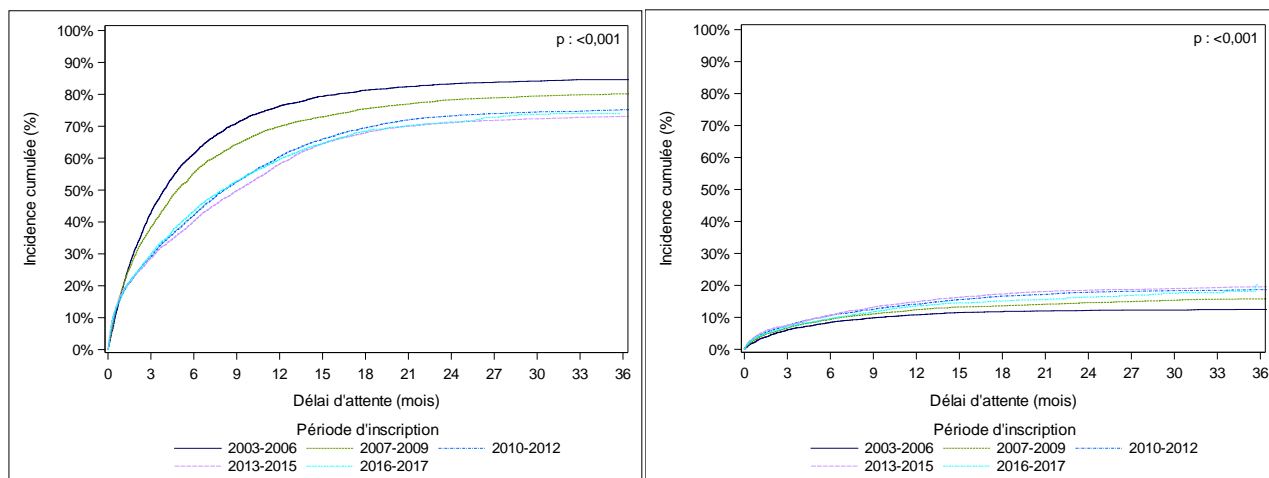 100%
90%
80%
70%
60%
50%
40%
30%
20%
10%
0%
Incidence cumulée (%)
p : <0,001
0 3 6 9 12 15 18 21 24 27 30 33 36
Délai d'attente (mois)
Période d'inscription
2003-2006 2007-2009 2010-2012
2013-2015 2016-2017
100%
90%
80%
70%
60%
50%
40%
30%
20%
10%
0%
Incidence cumulée (%)
p : <0,001
0 3 6 9 12 15 18 21 24 27 30 33 36
Délai d'attente (mois)
Période d'inscription
2003-2006 2007-2009 2010-2012
2013-2015 2016-2017